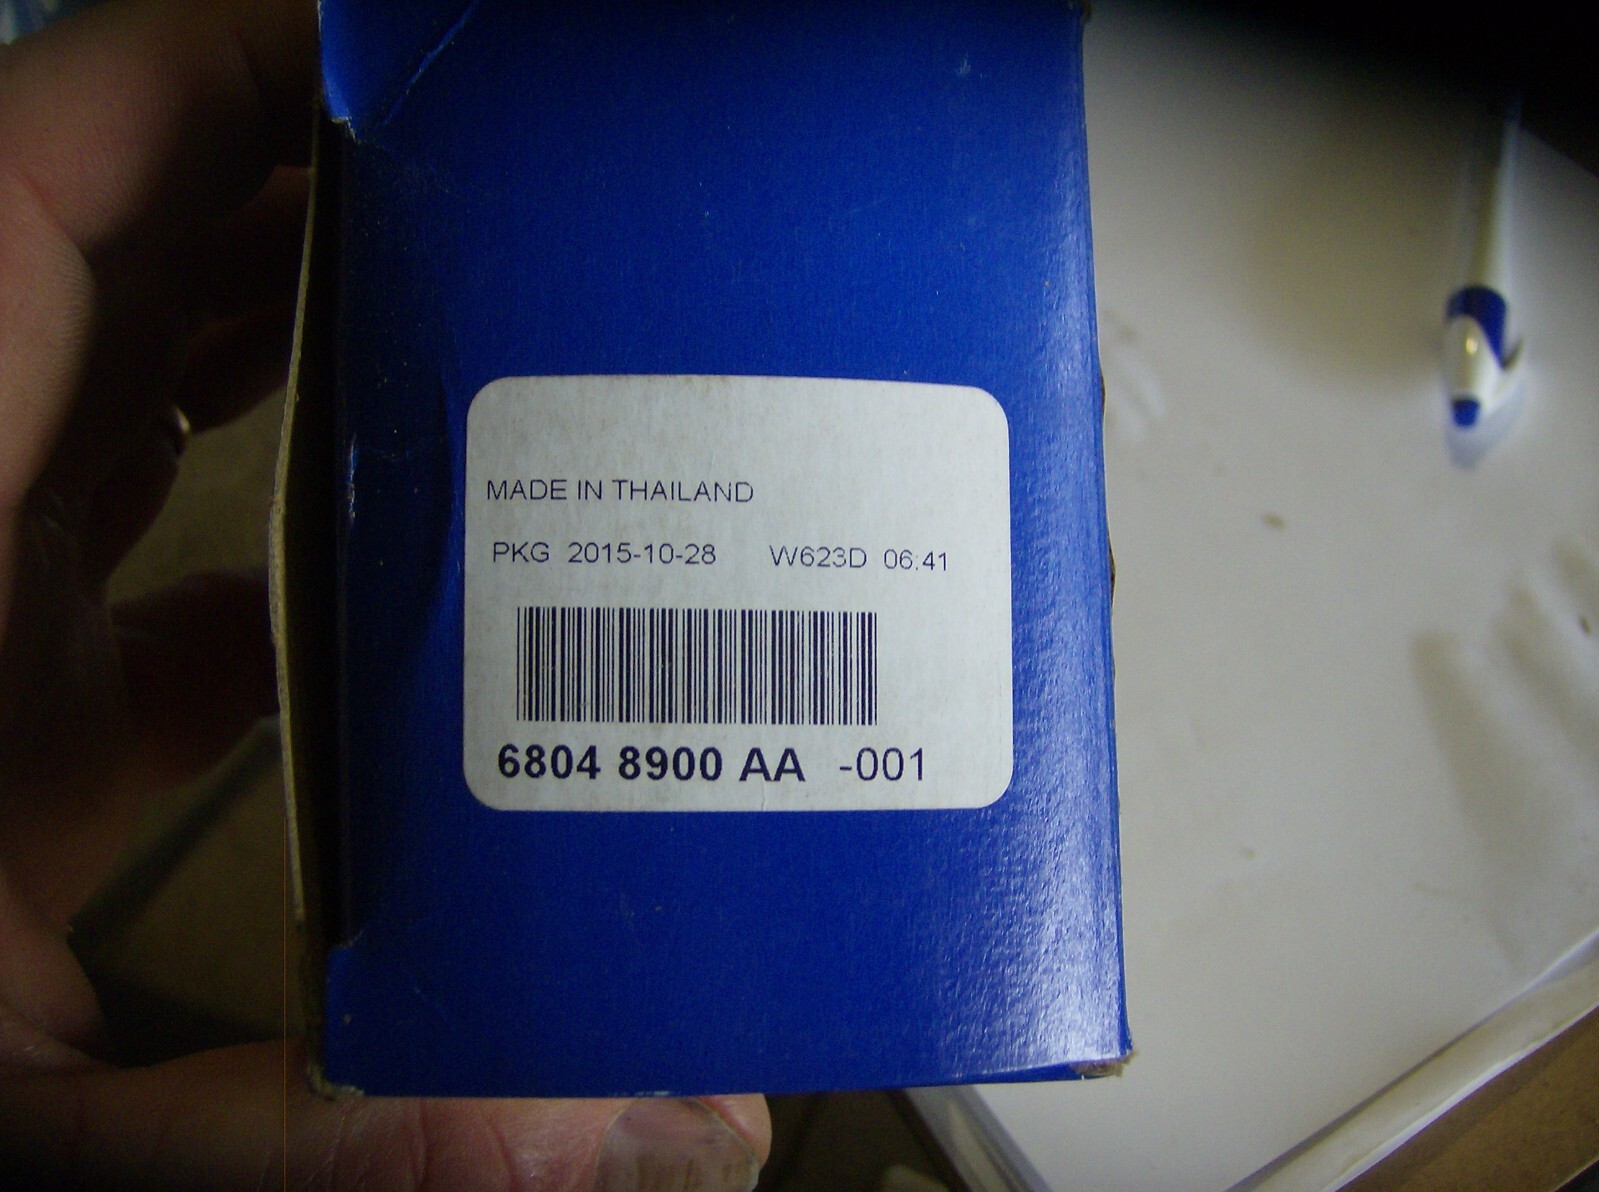 MADE IN THAILAND
PKG 2015-10-28 W623D 06:41
6804 8900 AA -001